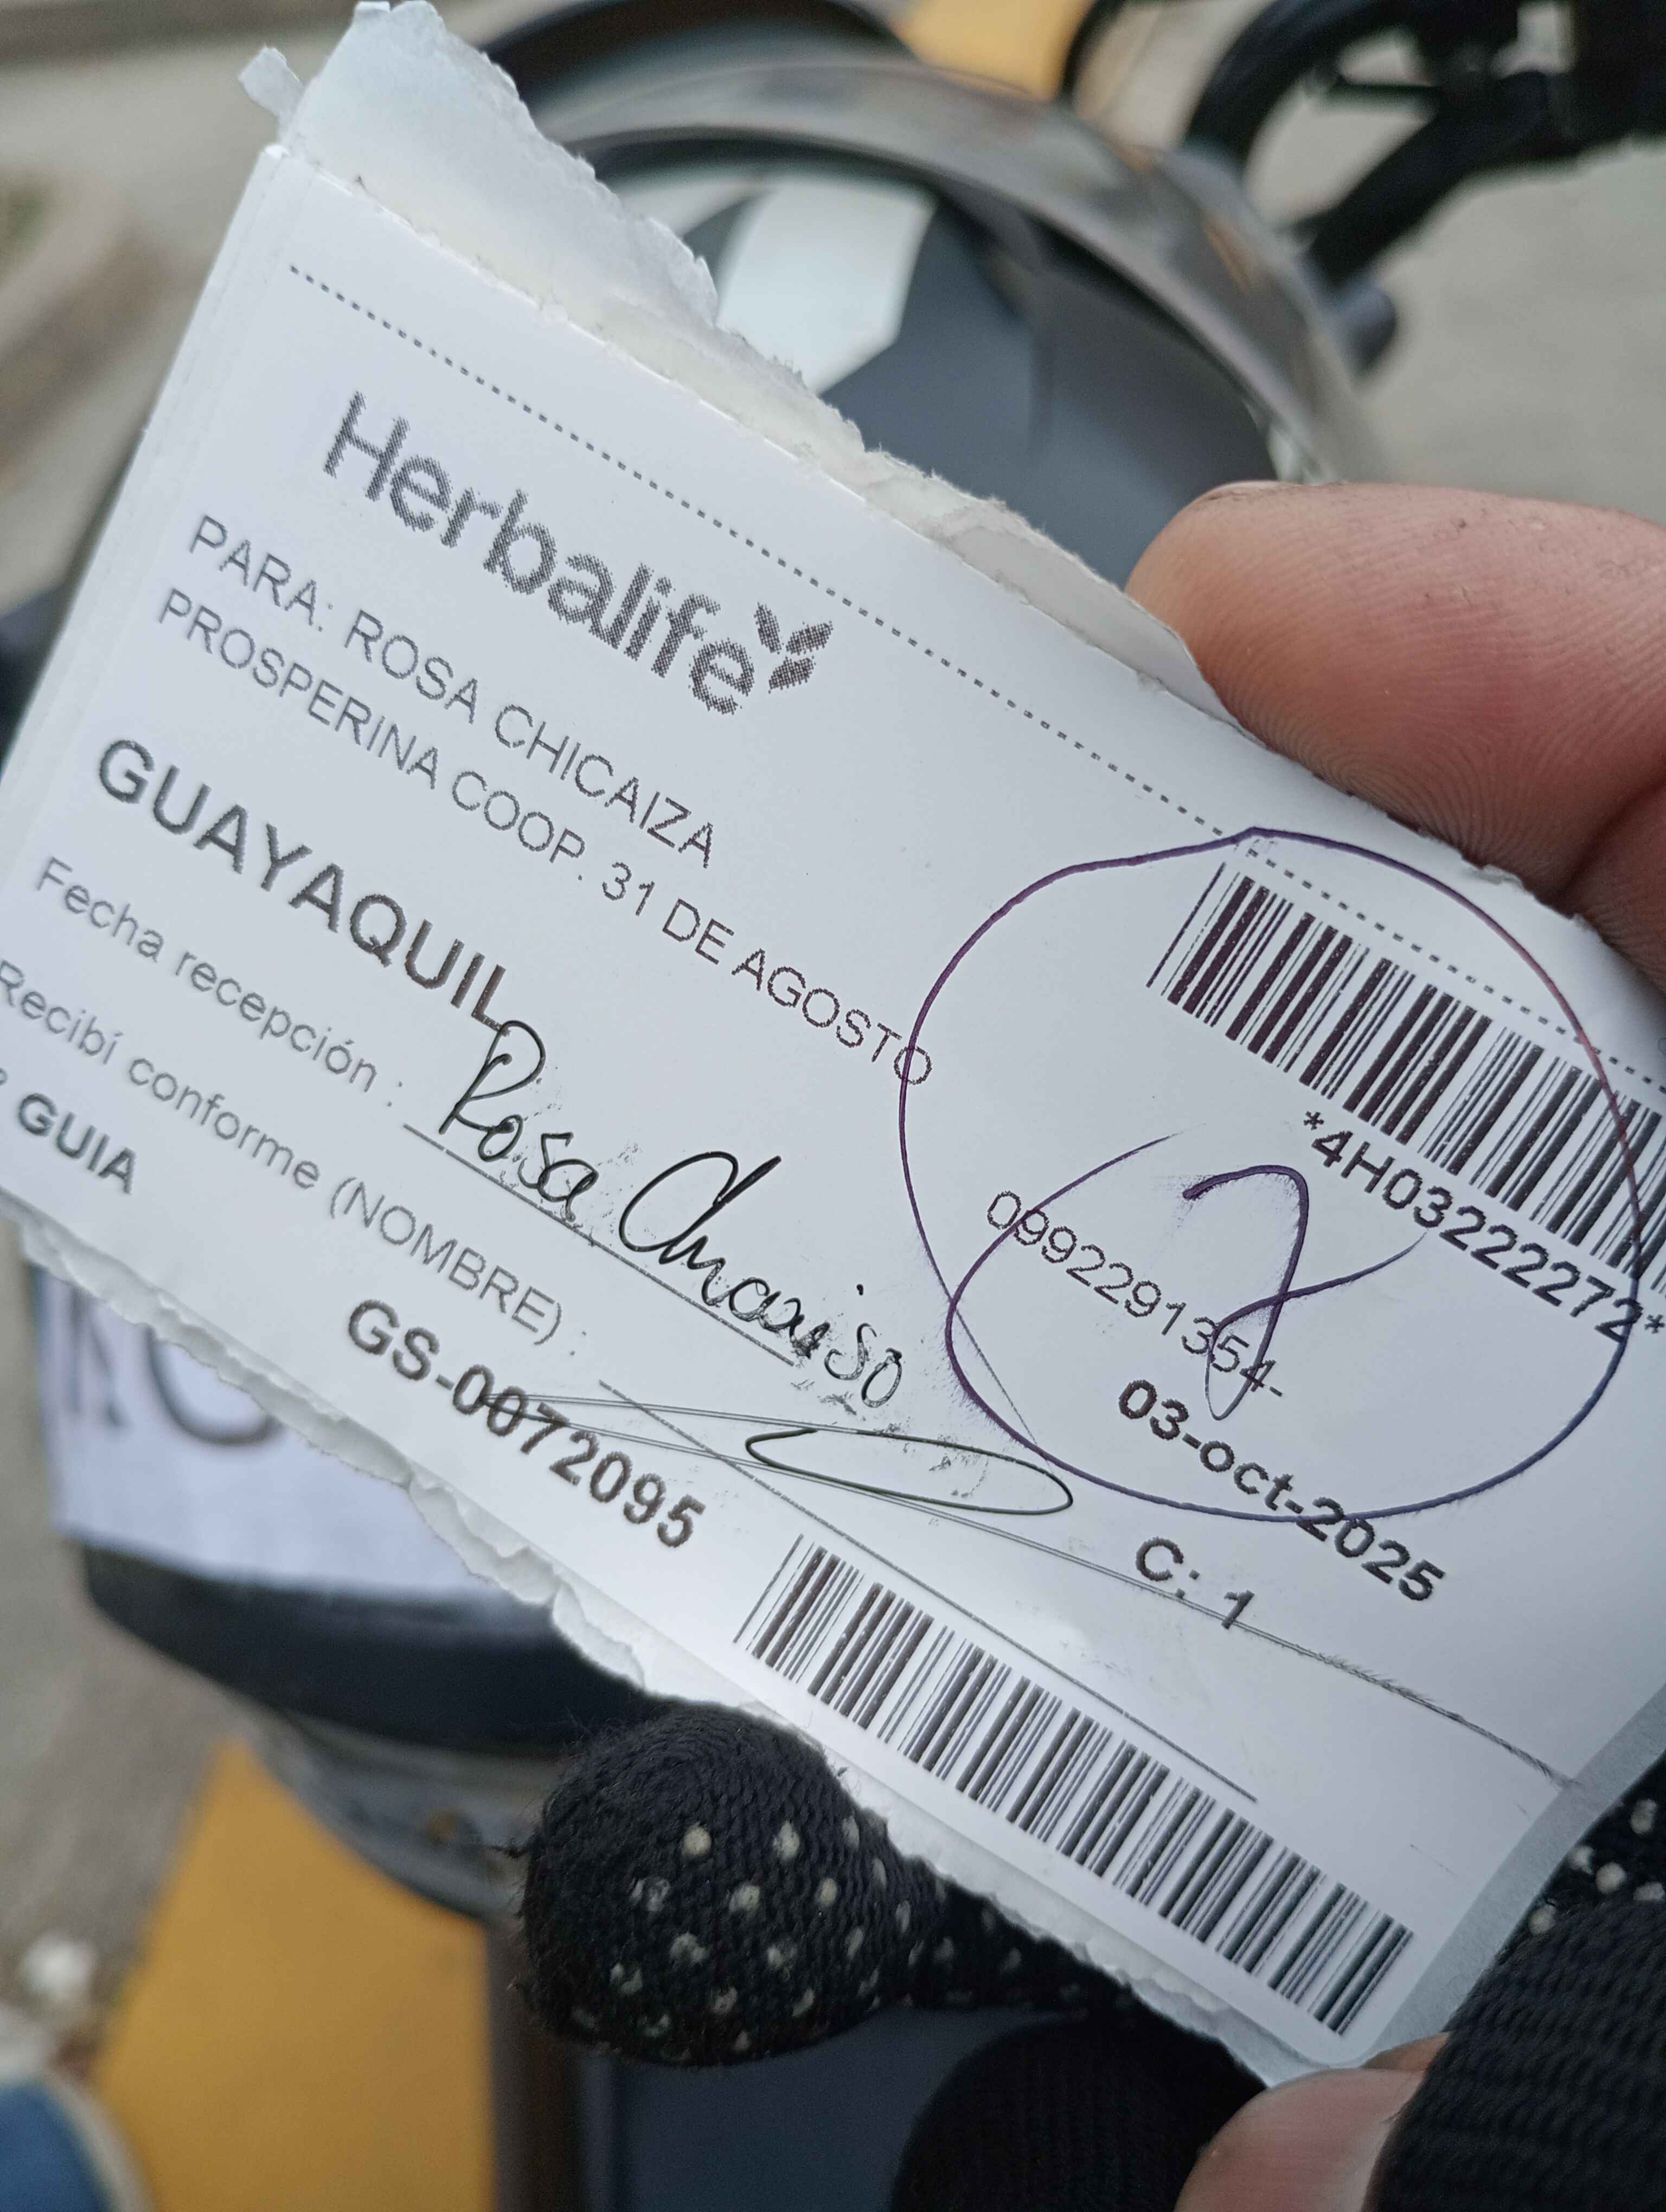 Herbalife
PARA: ROSA CHICAIZA
PROSPERINA COOP. 31 DE AGOSTO
GUAYAQUIL
*4H03222272*
0992291354-
03-oct-2025
C: 1
Fecha recepción :
Rosa
Recibí conforme (NOMBRE) :
GUIA
GS-0072095